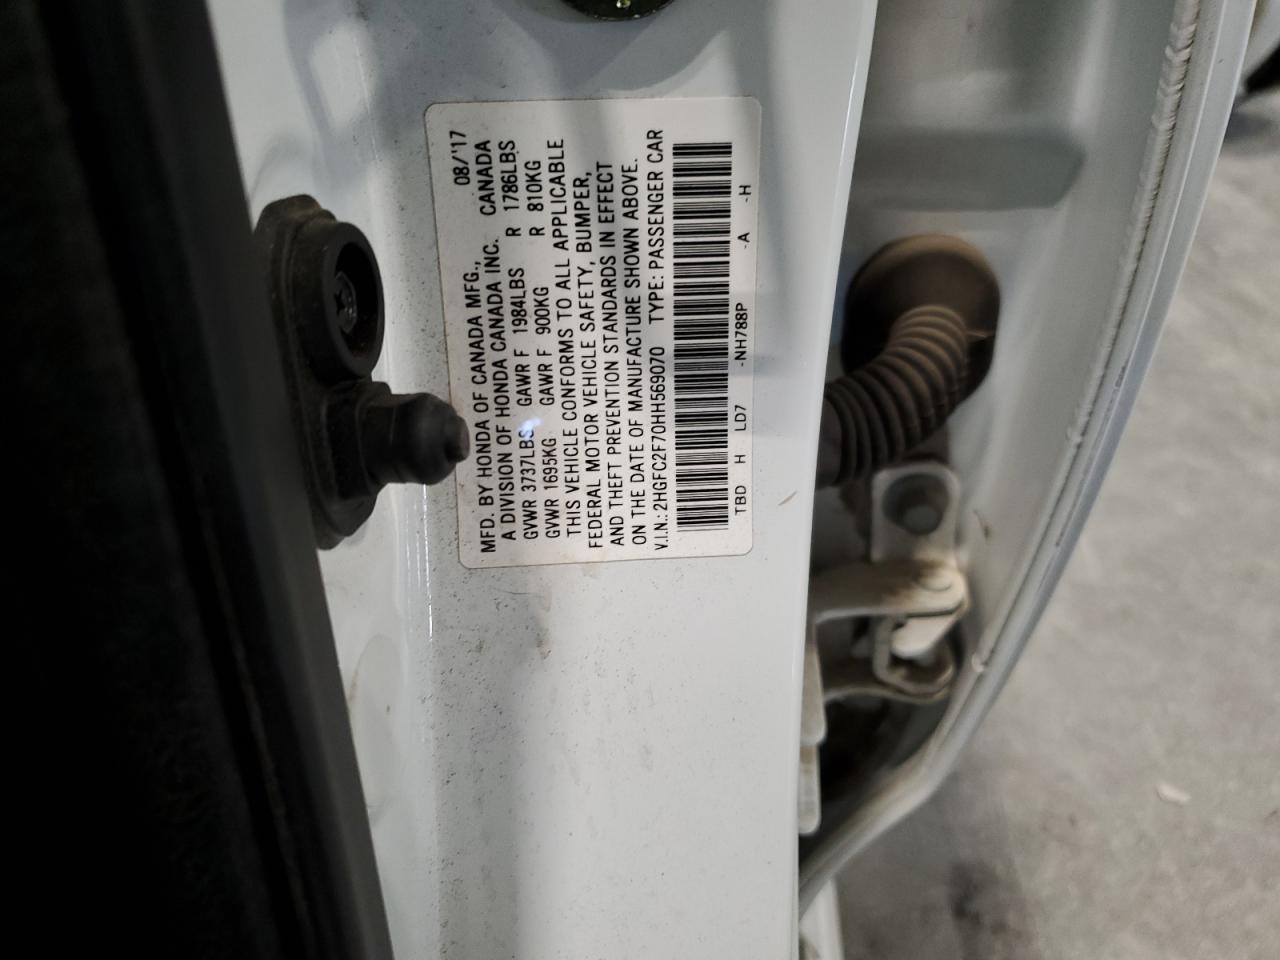 MFD. BY HONDA OF CANADA MFG., 08/'17
A DIVISION OF HONDA CANADA INC. CANADA
GVWR 3737LBS GAWR F 1984LBS R 1786LBS
GVWR 1695KG GAWR F 900KG R 810KG
THIS VEHICLE CONFORMS TO ALL APPLICABLE
FEDERAL MOTOR VEHICLE SAFETY, BUMPER,
AND THEFT PREVENTION STANDARDS IN EFFECT
ON THE DATE OF MANUFACTURE SHOWN ABOVE.
V.I.N.: 2HGFC2F70HH569070 TYPE: PASSENGER CAR
TBD H LD7 -NH788P -A -H